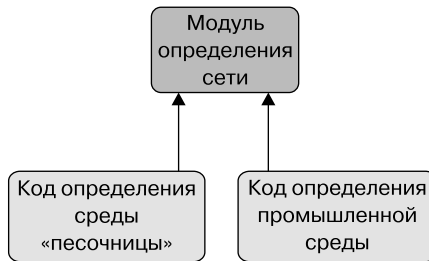 Модуль
определения
сети
Код определения
среды
«песочницы»
Код определения
промышленной
среды